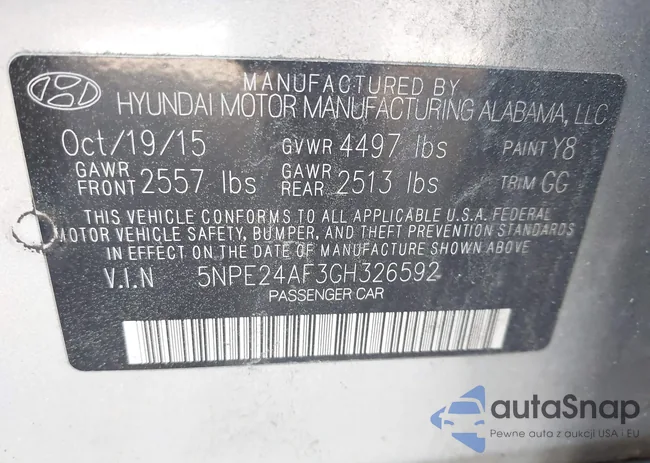 MANUFACTURED BY
HYUNDAI MOTOR MANUFACTURING ALABAMA, LLC
Oct/19/15 GVWR 4497 lbs PAINT Y8
GAWR FRONT 2557 lbs GAWR REAR 2513 lbs TRIM GG
THIS VEHICLE CONFORMS TO ALL APPLICABLE U.S.A. FEDERAL
MOTOR VEHICLE SAFETY, BUMPER, AND THEFT PREVENTION STANDARDS
IN EFFECT ON THE DATE OF MANUFACTURE SHOWN ABOVE.
V.I.N 5NPE24AF3GH326592
PASSENGER CAR
autaSnap
Pewne auta z aukcji USA i EU